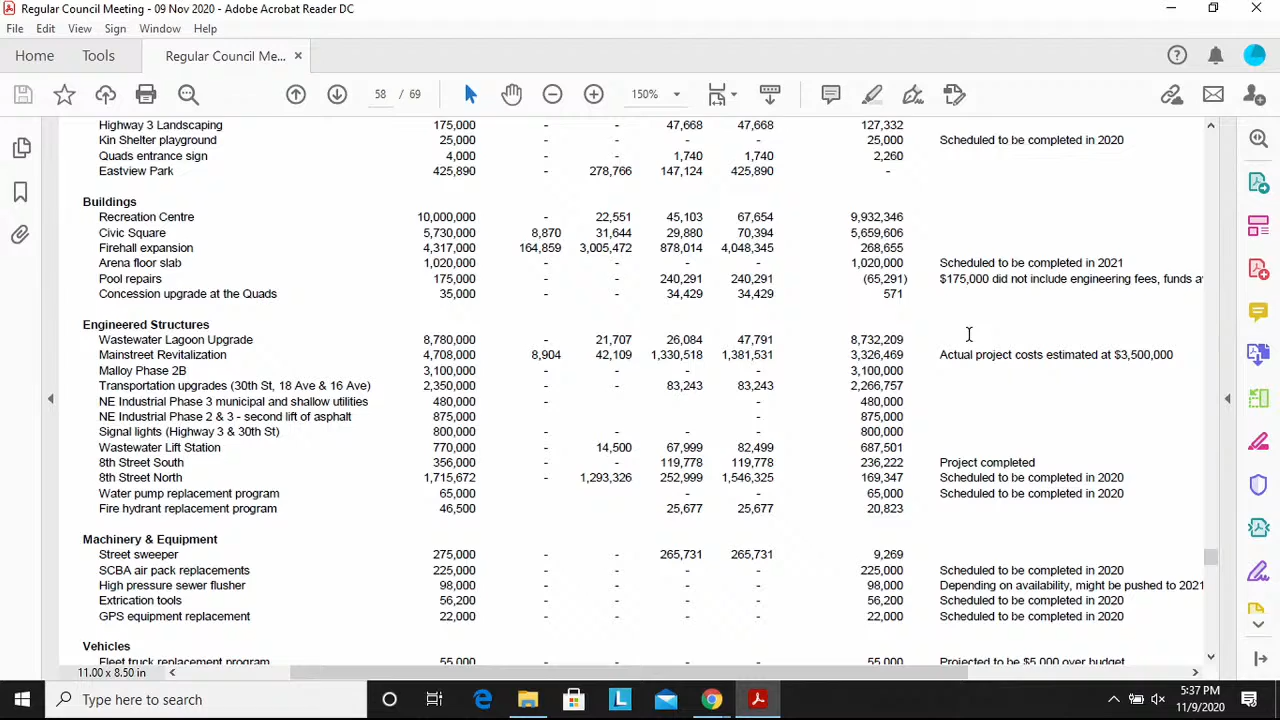 Regular Council Meeting - 09 Nov 2020 - Adobe Acrobat Reader DC
File Edit View Sign Window Help
Home Tools Regular Council Me... ×
58 / 69 150%
Highway 3 Landscaping 175,000 - - 47,668 47,668 127,332
Kin Shelter playground 25,000 - - - - 25,000 Scheduled to be completed in 2020
Quads entrance sign 4,000 - - 1,740 1,740 2,260
Eastview Park 425,890 - 278,766 147,124 425,890 -
Buildings
Recreation Centre 10,000,000 - 22,551 45,103 67,654 9,932,346
Civic Square 5,730,000 8,870 31,644 29,880 70,394 5,659,606
Firehall expansion 4,317,000 164,859 3,005,472 878,014 4,048,345 268,655
Arena floor slab 1,020,000 - - - - 1,020,000 Scheduled to be completed in 2021
Pool repairs 175,000 - - 240,291 240,291 (65,291) $175,000 did not include engineering fees, funds a
Concession upgrade at the Quads 35,000 - - 34,429 34,429 571
Engineered Structures
Wastewater Lagoon Upgrade 8,780,000 - 21,707 26,084 47,791 8,732,209
Mainstreet Revitalization 4,708,000 8,904 42,109 1,330,518 1,381,531 3,326,469 Actual project costs estimated at $3,500,000
Malloy Phase 2B 3,100,000 - - - - 3,100,000
Transportation upgrades (30th St, 18 Ave & 16 Ave) 2,350,000 - - 83,243 83,243 2,266,757
NE Industrial Phase 3 municipal and shallow utilities 480,000 - - 480,000
NE Industrial Phase 2 & 3 - second lift of asphalt 875,000 - - 875,000
Signal lights (Highway 3 & 30th St) 800,000 - - - - 800,000
Wastewater Lift Station 770,000 - 14,500 67,999 82,499 687,501
8th Street South 356,000 - - 119,778 119,778 236,222 Project completed
8th Street North 1,715,672 - 1,293,326 252,999 1,546,325 169,347 Scheduled to be completed in 2020
Water pump replacement program 65,000 - - 65,000 Scheduled to be completed in 2020
Fire hydrant replacement program 46,500 25,677 25,677 20,823
Machinery & Equipment
Street sweeper 275,000 - - 265,731 265,731 9,269
SCBA air pack replacements 225,000 - - - - 225,000 Scheduled to be completed in 2020
High pressure sewer flusher 98,000 - - - - 98,000 Depending on availability, might be pushed to 2021
Extrication tools 56,200 - - - - 56,200 Scheduled to be completed in 2020
GPS equipment replacement 22,000 - - - - 22,000 Scheduled to be completed in 2020
Vehicles
Fleet truck replacement program 55,000 - - - - 55,000 Projected to be $5,000 over budget
11.00 x 8.50 in
Type here to search
5:37 PM
11/9/2020